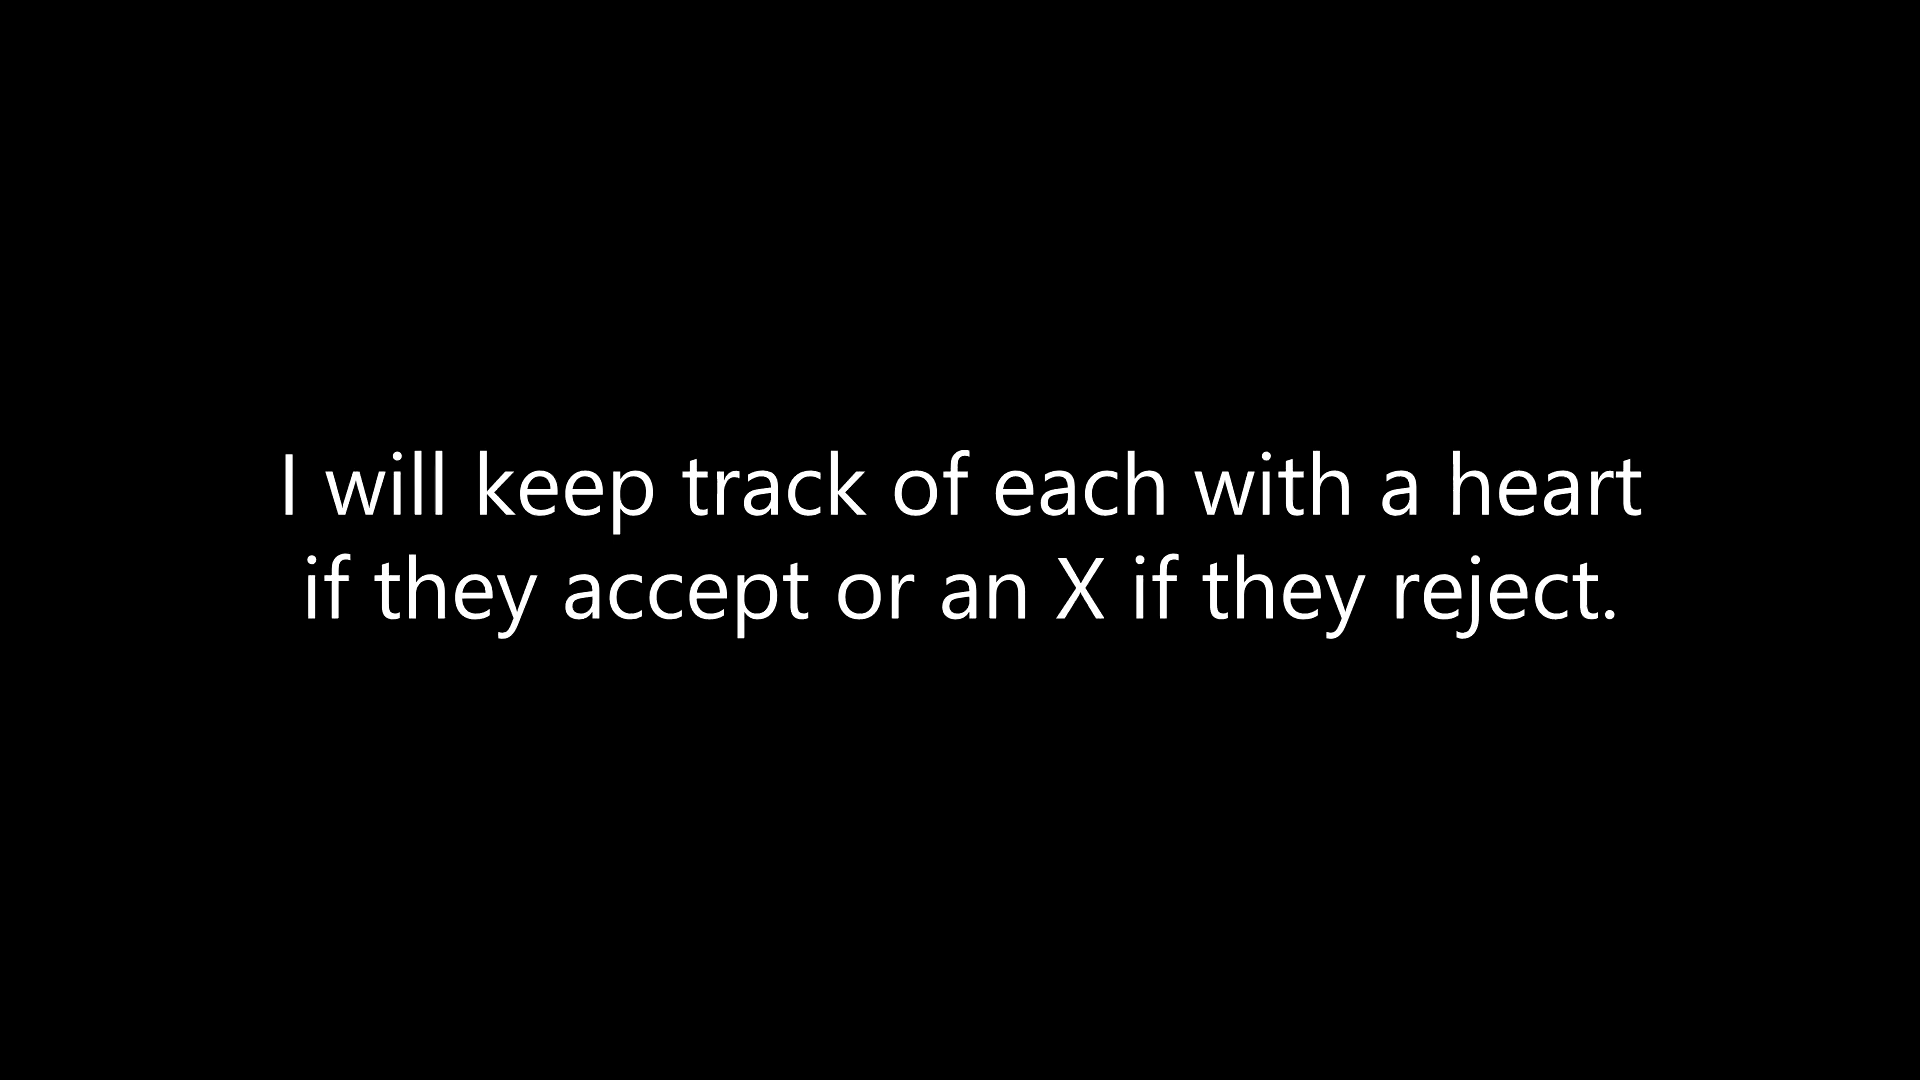 I will keep track of each with a heart
if they accept or an X if they reject.